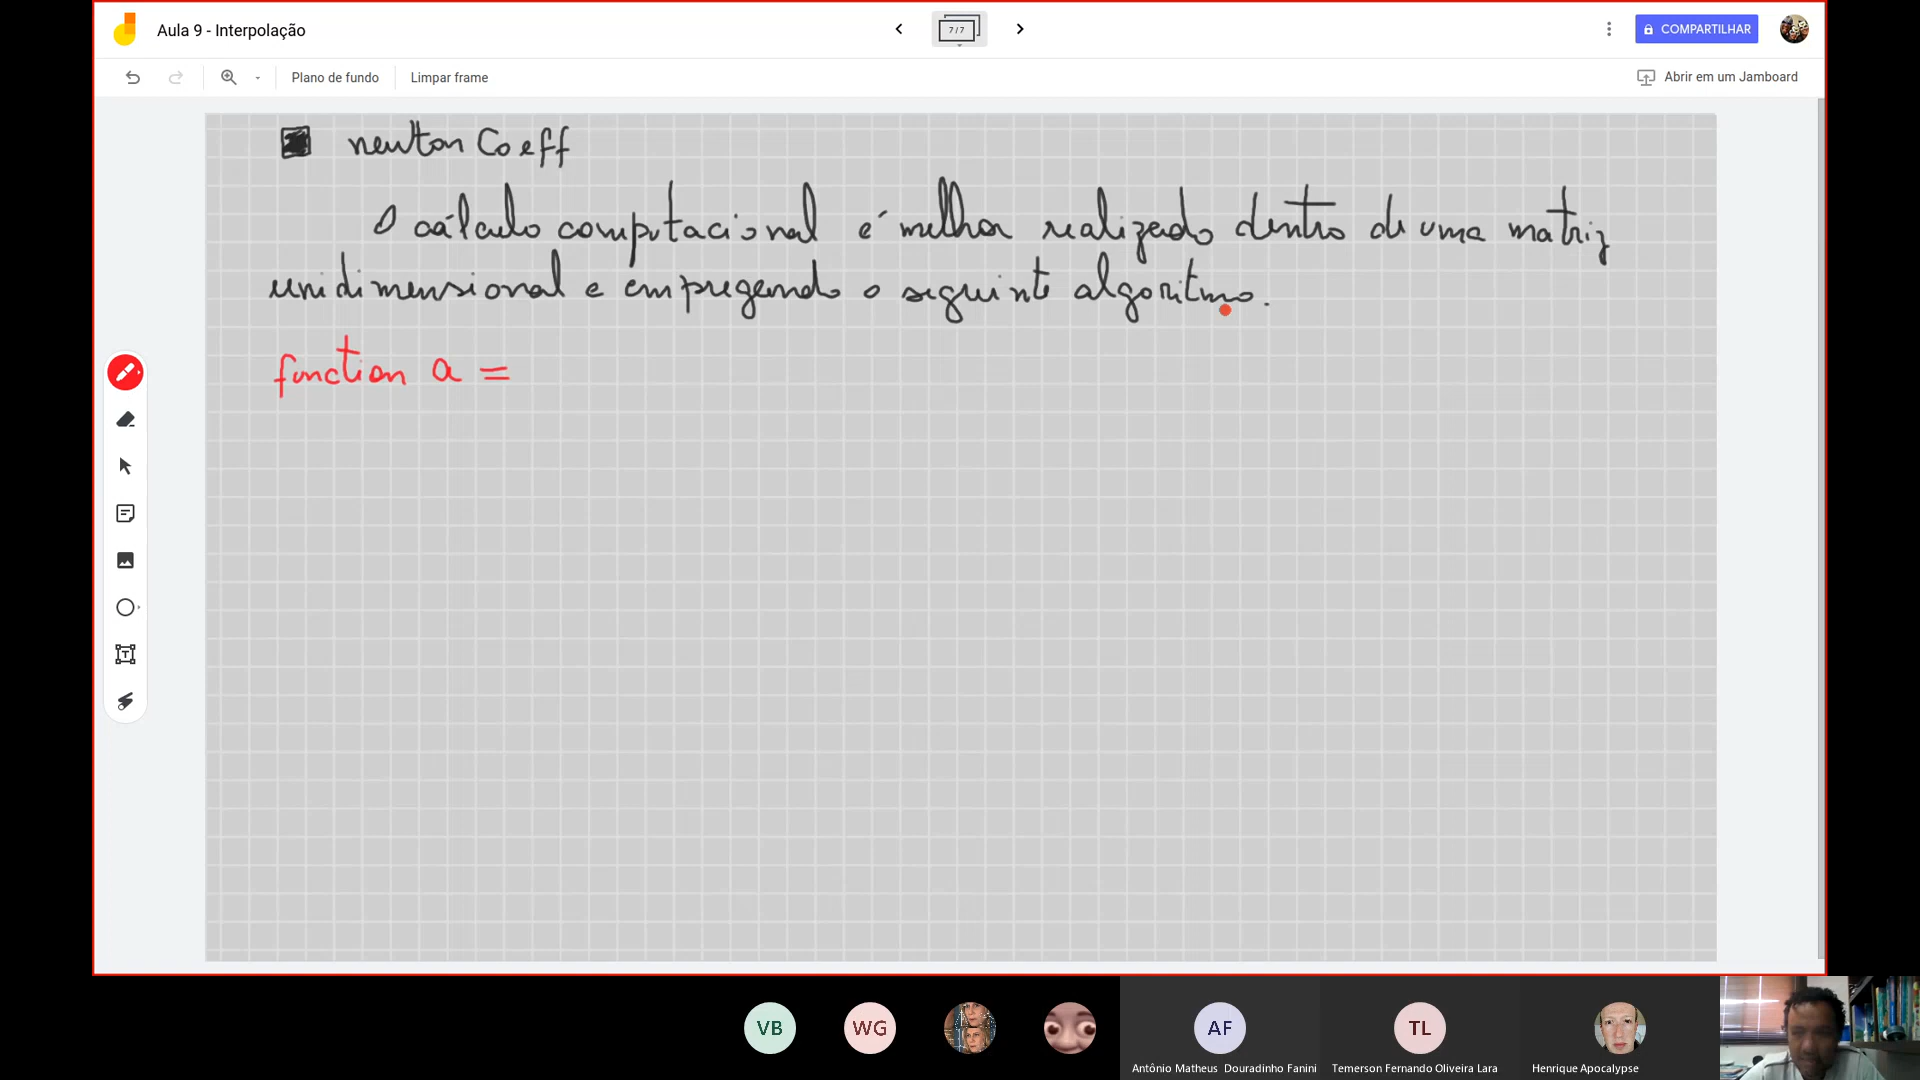 Aula 9 - Interpolação
7/7
COMPARTILHAR
Plano de fundo
Limpar frame
Abrir em um Jamboard
newton Coeff
O cálculo computacional é melhor realizado dentro de uma matriz
unidimensional e empregando o seguinte algoritmo.
function a =
VB
WG
AF
TL
Antônio Matheus Douradinho Fanini
Temerson Fernando Oliveira Lara
Henrique Apocalypse